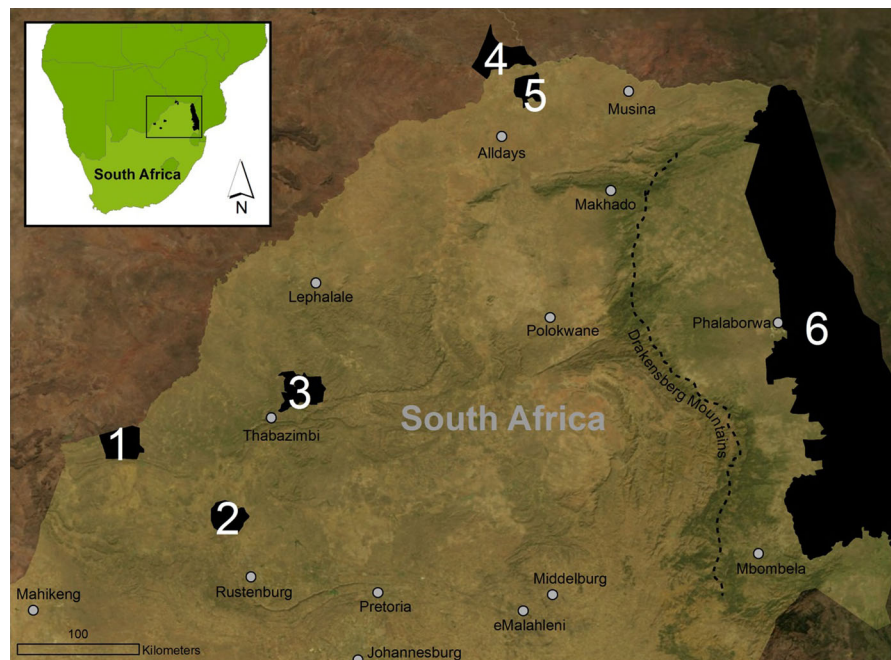 South Africa
N
4
5
Musina
Alldays
Makhado
Lephalale
Polokwane
Phalaborwa
6
Drakensberg Mountains
3
Thabazimbi
South Africa
1
2
Mbombela
Rustenburg
Pretoria
Middelburg
eMalahleni
Mahikeng
100
Kilometers
Johannesburg